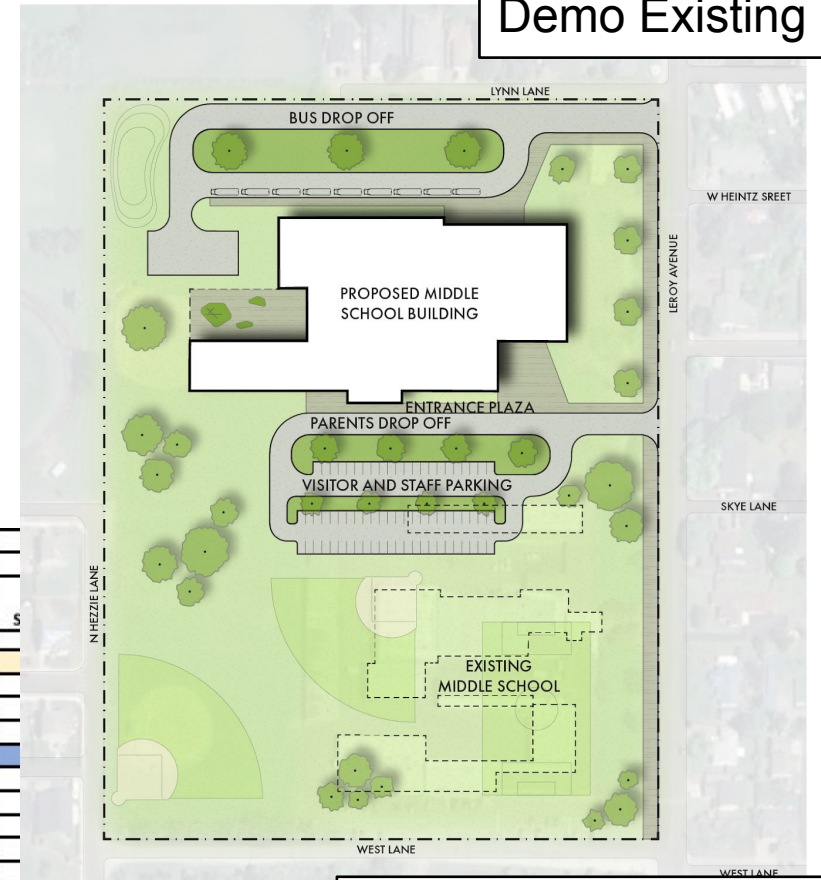 Demo Existing
LYNN LANE
BUS DROP OFF
W HEINTZ SREET
LEROY AVENUE
PROPOSED MIDDLE
SCHOOL BUILDING
ENTRANCE PLAZA
PARENTS DROP OFF
VISITOR AND STAFF PARKING
SKYE LANE
N HEZZIE LANE
S
EXISTING
MIDDLE SCHOOL
WEST LANE
WEST LANE